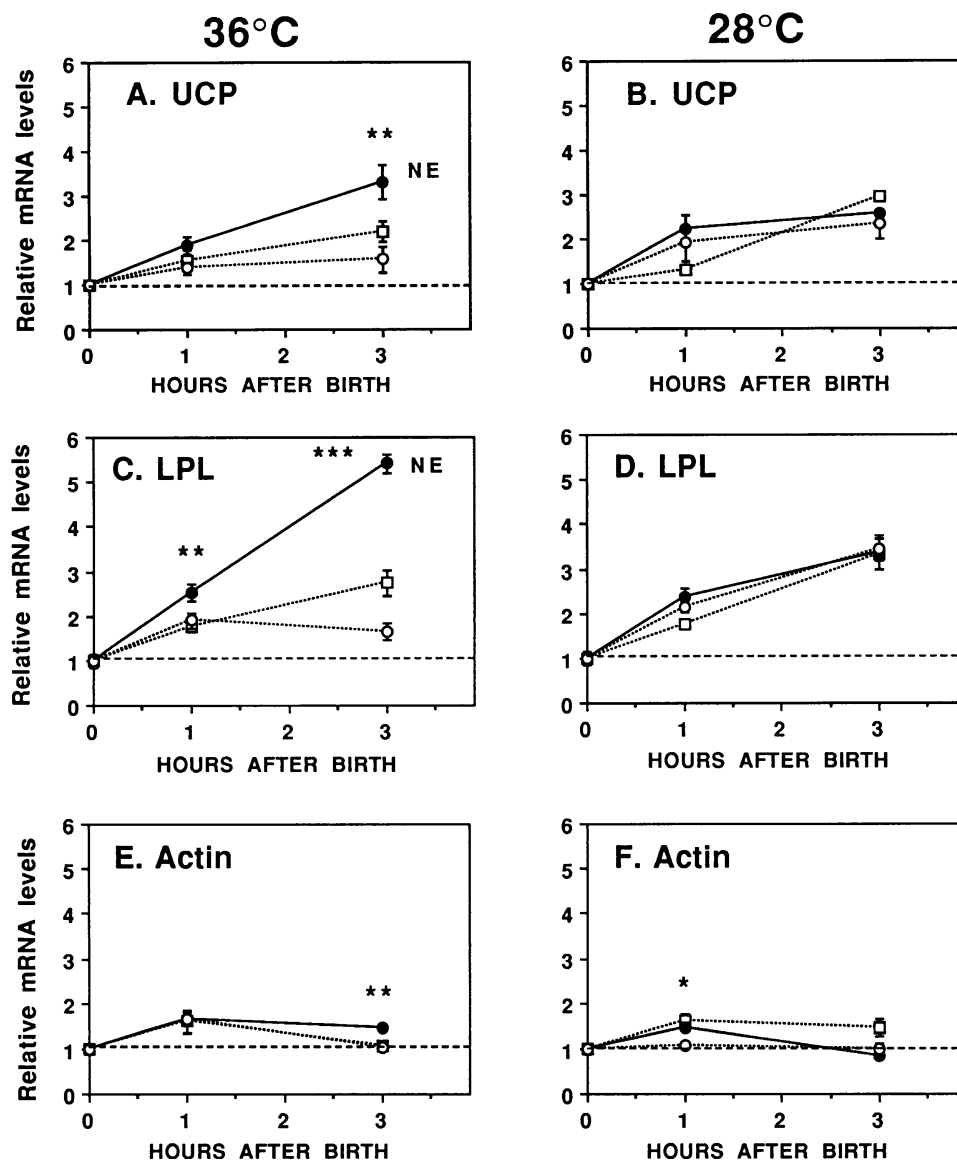 36°C
28°C
A. UCP
B. UCP
Relative mRNA levels
6
5
4
3
2
1
0
**
NE
0 1 2 3
HOURS AFTER BIRTH
6
5
4
3
2
1
0
0 1 2 3
HOURS AFTER BIRTH
C. LPL
D. LPL
Relative mRNA levels
6
5
4
3
2
1
0
***
NE
**
0 1 2 3
HOURS AFTER BIRTH
6
5
4
3
2
1
0
0 1 2 3
HOURS AFTER BIRTH
E. Actin
F. Actin
Relative mRNA levels
6
5
4
3
2
1
0
**
0 1 2 3
HOURS AFTER BIRTH
6
5
4
3
2
1
0
*
0 1 2 3
HOURS AFTER BIRTH